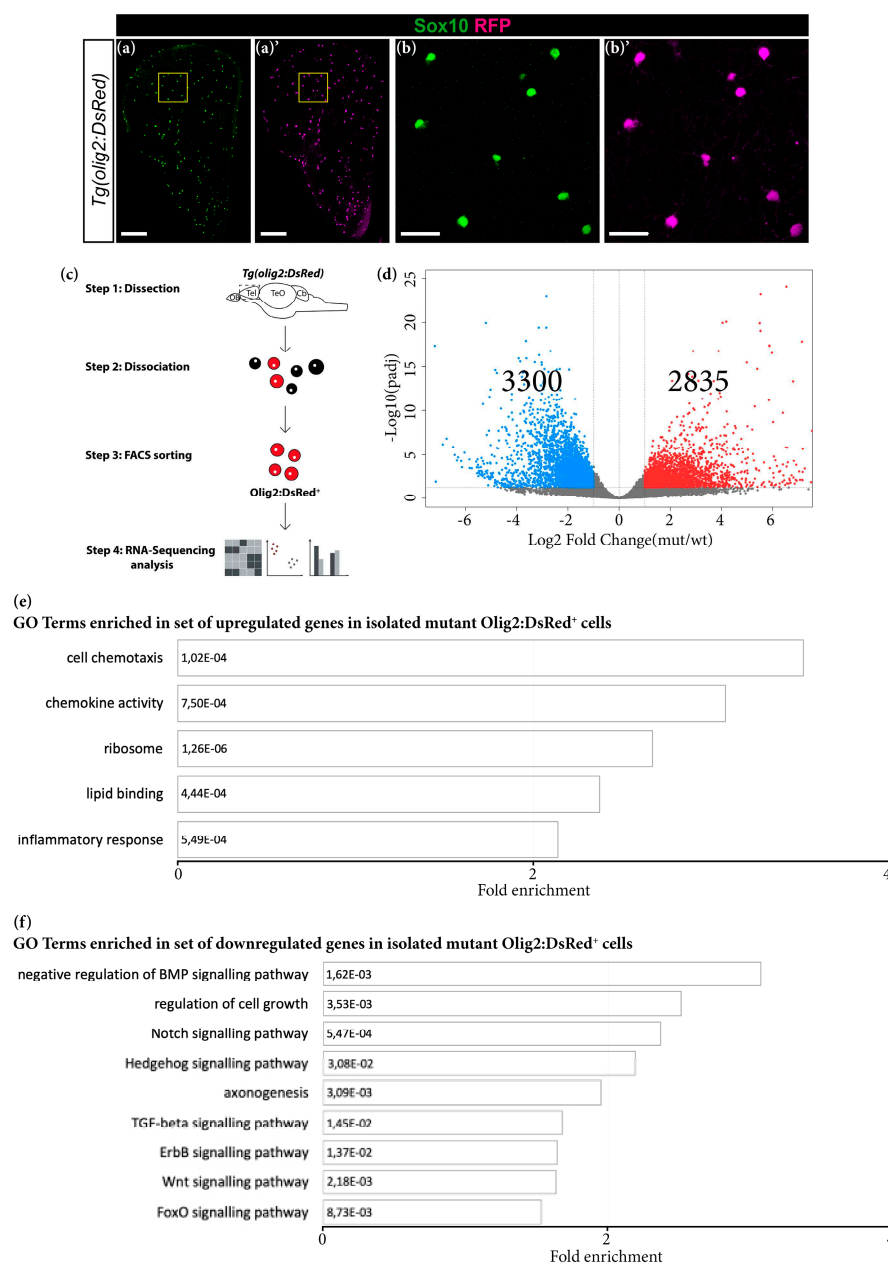 Sox10 RFP
Tg(olig2:DsRed)
(a)
(a)'
(b)
(b)'
(c)
Tg(olig2:DsRed)
Step 1: Dissection
OB
Tel
TeO
Cb
Step 2: Dissociation
Step 3: FACS sorting
Olig2:DsRed⁺
Step 4: RNA-Sequencing
analysis
(d)
25
20
15
10
5
0
-Log10(padj)
3300
2835
-6
-4
-2
0
2
4
6
Log2 Fold Change(mut/wt)
(e)
GO Terms enriched in set of upregulated genes in isolated mutant Olig2:DsRed⁺ cells
cell chemotaxis 1,02E-04
chemokine activity 7,50E-04
ribosome 1,26E-06
lipid binding 4,44E-04
inflammatory response 5,49E-04
0 2 4
Fold enrichment
(f)
GO Terms enriched in set of downregulated genes in isolated mutant Olig2:DsRed⁺ cells
negative regulation of BMP signalling pathway 1,62E-03
regulation of cell growth 3,53E-03
Notch signalling pathway 5,47E-04
Hedgehog signalling pathway 3,08E-02
axonogenesis 3,09E-03
TGF-beta signalling pathway 1,45E-02
ErbB signalling pathway 1,37E-02
Wnt signalling pathway 2,18E-03
FoxO signalling pathway 8,73E-03
0 2
Fold enrichment